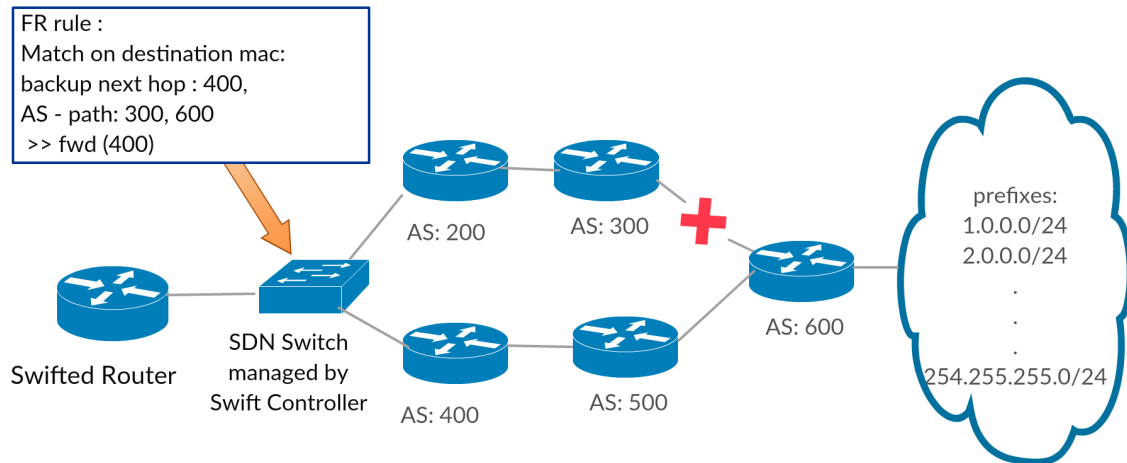 FR rule :
Match on destination mac:
backup next hop : 400,
AS - path: 300, 600
>> fwd (400)
AS: 200
AS: 300
prefixes:
1.0.0.0/24
2.0.0.0/24
.
.
.
254.255.255.0/24
AS: 600
Swifted Router
SDN Switch
managed by
Swift Controller
AS: 400
AS: 500